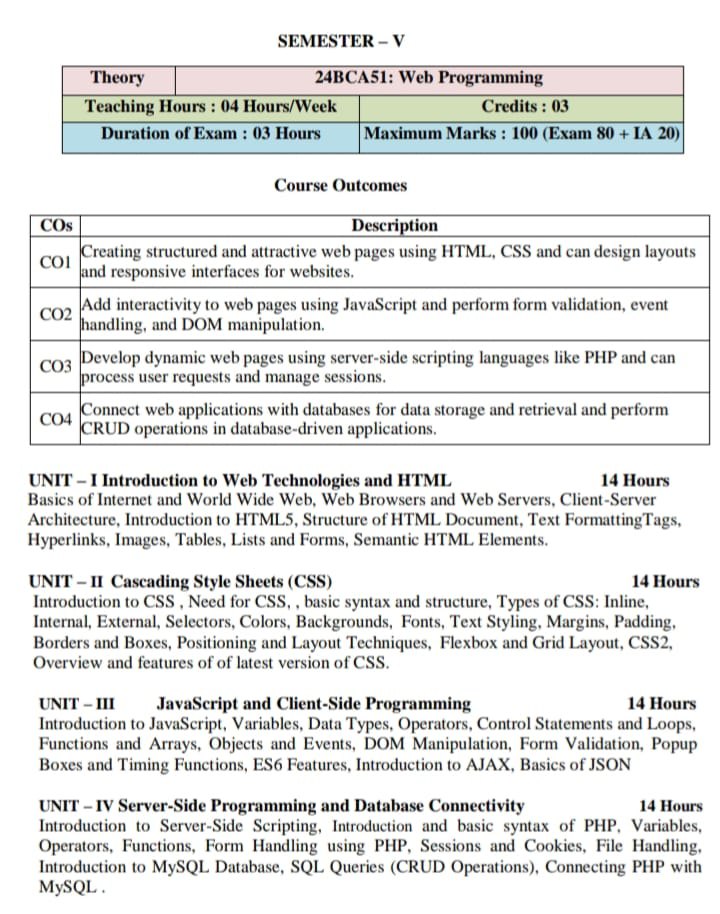 SEMESTER – V
Theory 24BCA51: Web Programming
Teaching Hours : 04 Hours/Week Credits : 03
Duration of Exam : 03 Hours Maximum Marks : 100 (Exam 80 + IA 20)
Course Outcomes
COs Description
CO1 Creating structured and attractive web pages using HTML, CSS and can design layouts
and responsive interfaces for websites.
CO2 Add interactivity to web pages using JavaScript and perform form validation, event
handling, and DOM manipulation.
CO3 Develop dynamic web pages using server-side scripting languages like PHP and can
process user requests and manage sessions.
CO4 Connect web applications with databases for data storage and retrieval and perform
CRUD operations in database-driven applications.
UNIT – I Introduction to Web Technologies and HTML 14 Hours
Basics of Internet and World Wide Web, Web Browsers and Web Servers, Client-Server
Architecture, Introduction to HTML5, Structure of HTML Document, Text FormattingTags,
Hyperlinks, Images, Tables, Lists and Forms, Semantic HTML Elements.
UNIT – II Cascading Style Sheets (CSS) 14 Hours
Introduction to CSS , Need for CSS, , basic syntax and structure, Types of CSS: Inline,
Internal, External, Selectors, Colors, Backgrounds, Fonts, Text Styling, Margins, Padding,
Borders and Boxes, Positioning and Layout Techniques, Flexbox and Grid Layout, CSS2,
Overview and features of of latest version of CSS.
UNIT – III JavaScript and Client-Side Programming 14 Hours
Introduction to JavaScript, Variables, Data Types, Operators, Control Statements and Loops,
Functions and Arrays, Objects and Events, DOM Manipulation, Form Validation, Popup
Boxes and Timing Functions, ES6 Features, Introduction to AJAX, Basics of JSON
UNIT – IV Server-Side Programming and Database Connectivity 14 Hours
Introduction to Server-Side Scripting, Introduction and basic syntax of PHP, Variables,
Operators, Functions, Form Handling using PHP, Sessions and Cookies, File Handling,
Introduction to MySQL Database, SQL Queries (CRUD Operations), Connecting PHP with
MySQL .